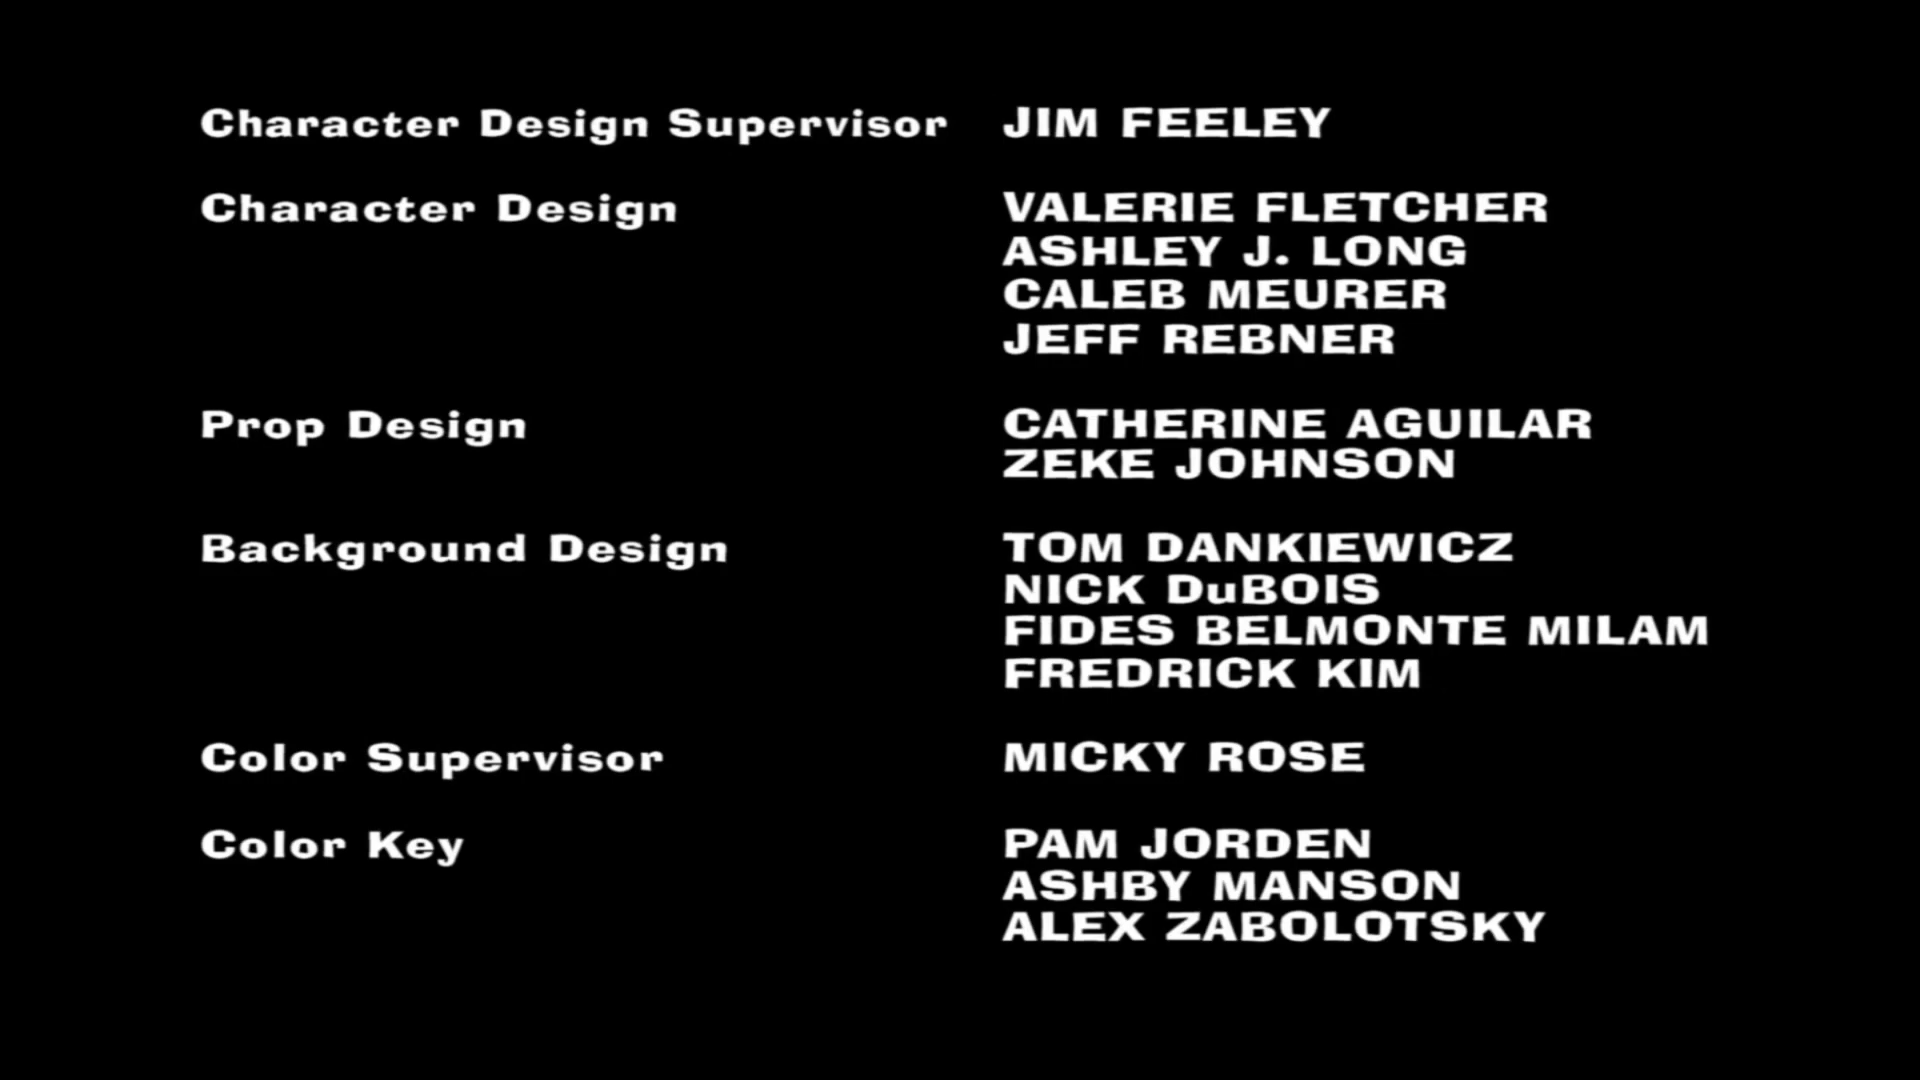 Character Design Supervisor JIM FEELEY
Character Design VALERIE FLETCHER
ASHLEY J. LONG
CALEB MEURER
JEFF REBNER
Prop Design CATHERINE AGUILAR
ZEKE JOHNSON
Background Design TOM DANKIEWICZ
NICK DuBOIS
FIDES BELMONTE MILAM
FREDRICK KIM
Color Supervisor MICKY ROSE
Color Key PAM JORDEN
ASHBY MANSON
ALEX ZABOLOTSKY